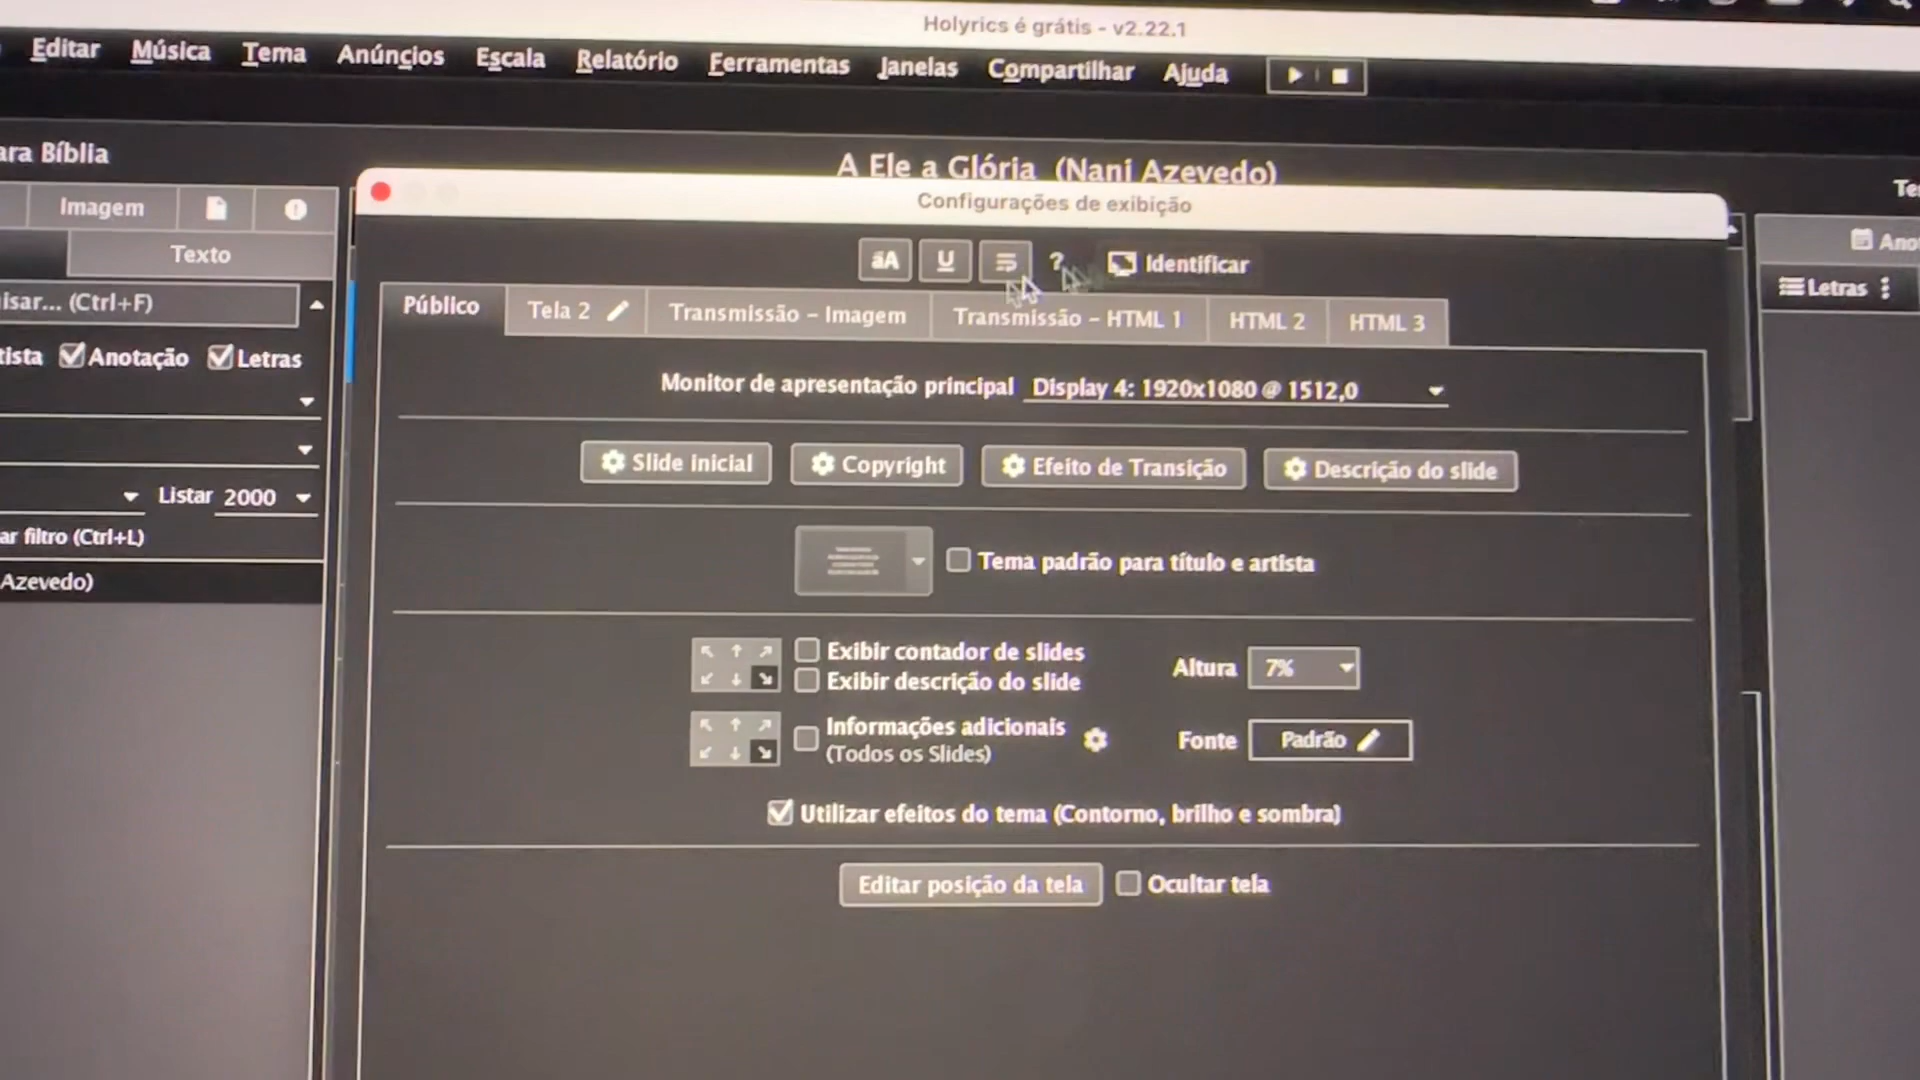 Holyrics é grátis - v2.22.1
Editar Música Tema Anúncios Escala Relatório Ferramentas Janelas Compartilhar Ajuda
ara Bíblia
A Ele a Glória (Nani Azevedo)
Configurações de exibição
Imagem
Texto
isar... (Ctrl+F)
tista Anotação Letras
Listar 2000
ar filtro (Ctrl+L)
Azevedo)
āA U ? Identificar
Público Tela 2 Transmissão - Imagem Transmissão - HTML 1 HTML 2 HTML 3
Monitor de apresentação principal Display 4: 1920x1080 @ 1512,0
Slide inicial Copyright Efeito de Transição Descrição do slide
Tema padrão para título e artista
Exibir contador de slides
Exibir descrição do slide
Altura 7%
Informações adicionais
(Todos os Slides)
Fonte Padrão
Utilizar efeitos do tema (Contorno, brilho e sombra)
Editar posição da tela Ocultar tela
Te
Ano
Letras